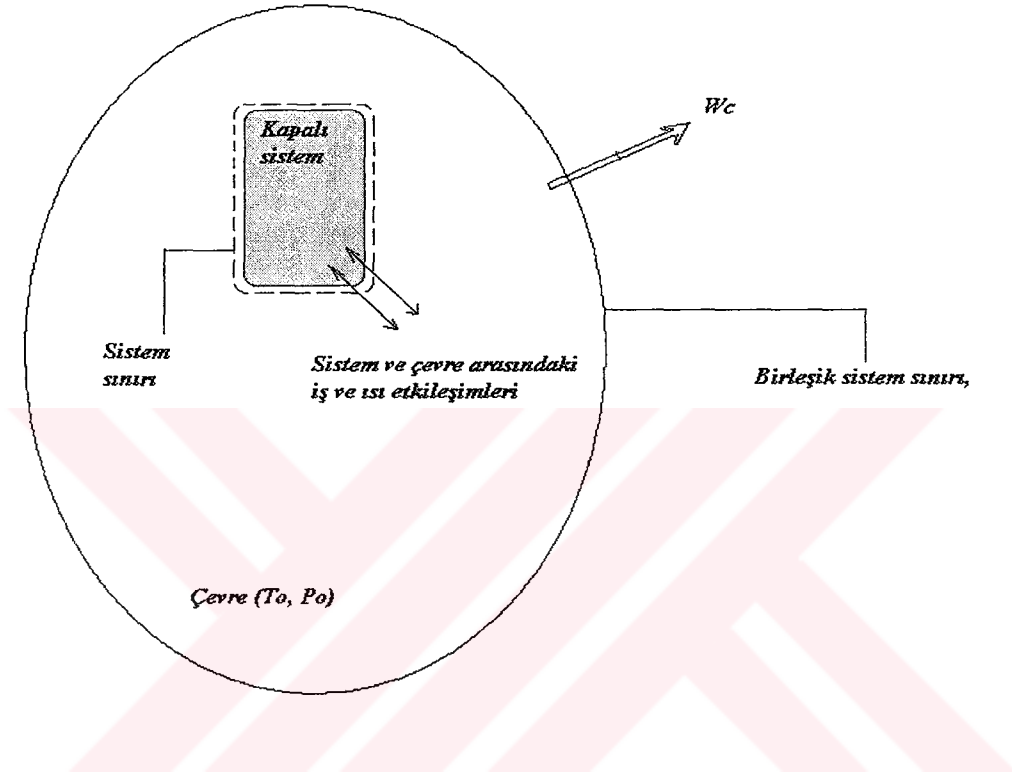 Kapalı
sistem
Wc
Sistem
sınırı
Sistem ve çevre arasındaki
iş ve ısı etkileşimleri
Birleşik sistem sınırı,
Çevre (To, Po)